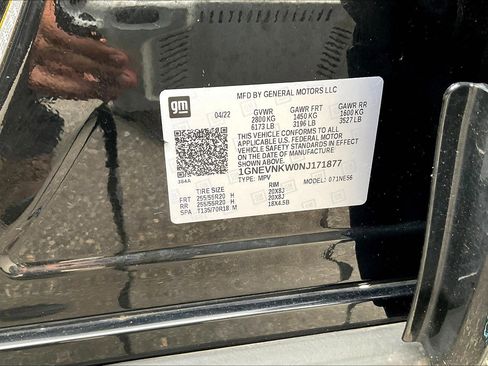 gm
MFD BY GENERAL MOTORS LLC
04/22 GVWR GAWR FRT GAWR RR
2800 KG 1450 KG 1600 KG
6173 LB 3196 LB 3527 LB
THIS VEHICLE CONFORMS TO ALL
APPLICABLE U.S. FEDERAL MOTOR
VEHICLE SAFETY STANDARDS IN EFFECT
ON THE DATE OF MANUFACTURE
1GNEVNKW0NJ171877
TYPE: MPV MODEL: 071NE56
TIRE SIZE RIM
FRT 255/55R20 H 20X8J
RR 255/55R20 H 20X8J
SPA T135/70R18 M 18X4.5B